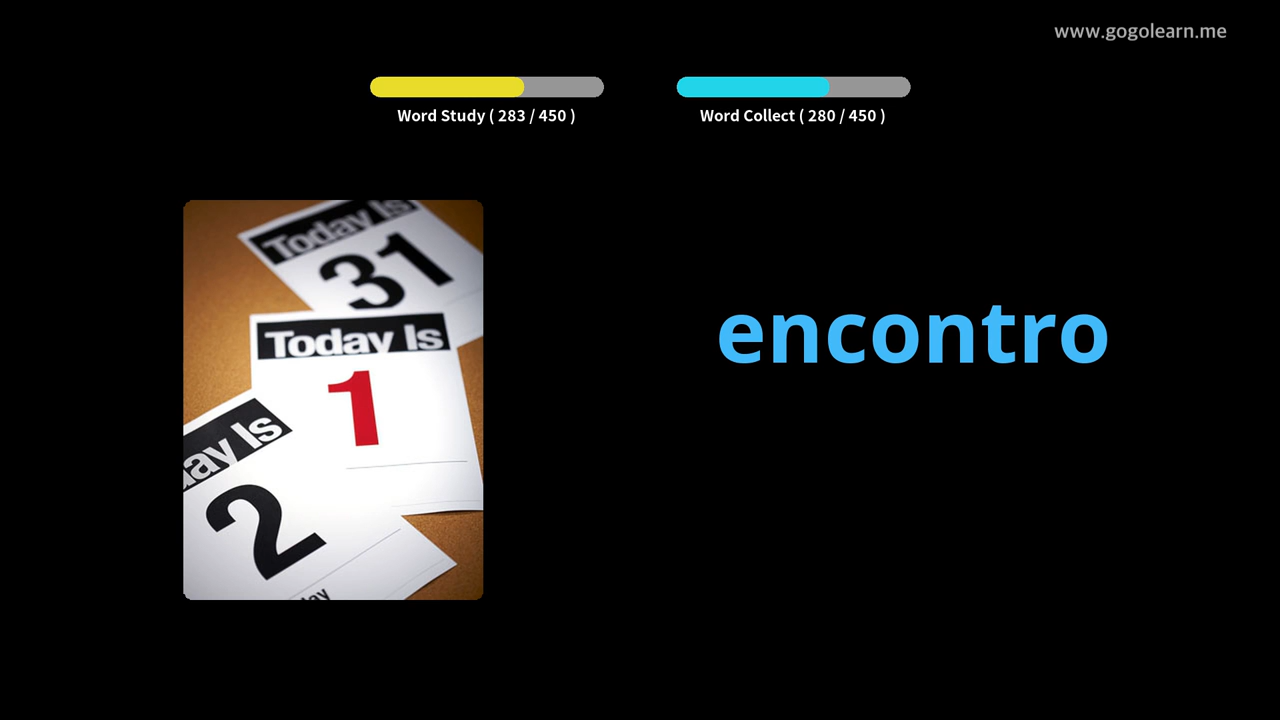 www.gogolearn.me
Word Study ( 283 / 450 )
Word Collect ( 280 / 450 )
Today Is
31
Today Is
1
ay Is
2
encontro